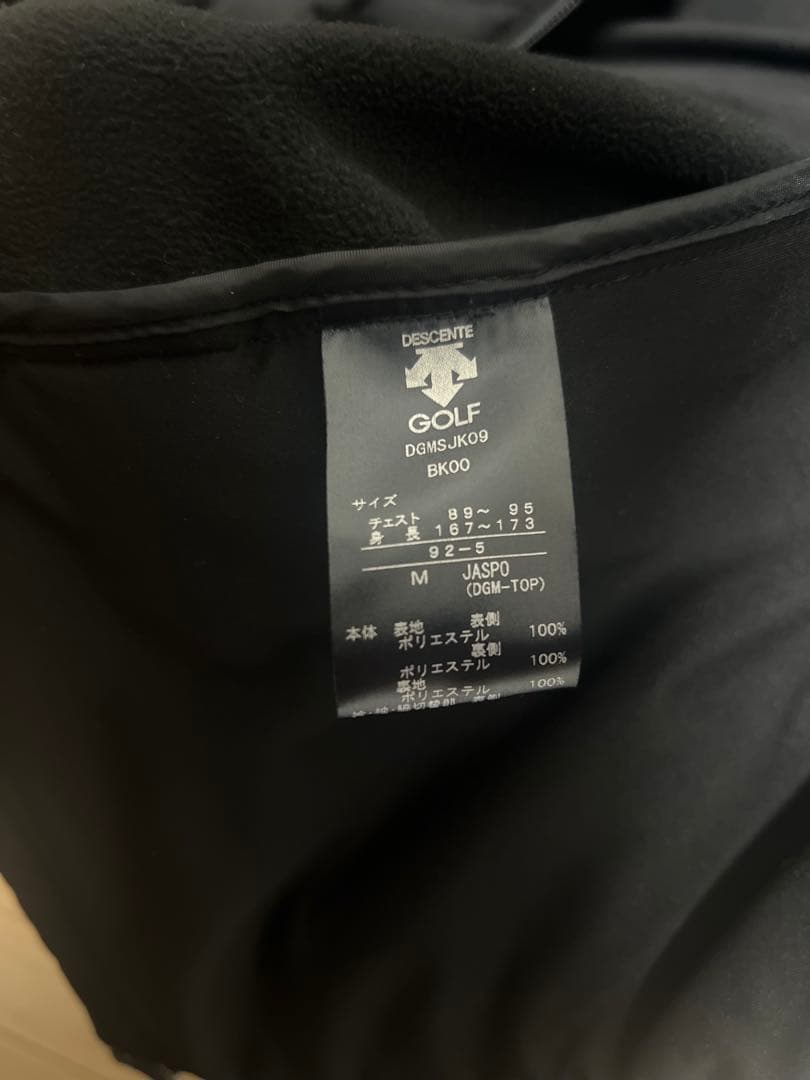 DESCENTE
GOLF
DGMSJK09
BK00
サイズ
チェスト 89～ 95
身 長 167～173
92-5
M JASPO
(DGM-TOP)
本体 表地 表側
ポリエステル 100%
裏側
ポリエステル 100%
裏地
ポリエステル 100%